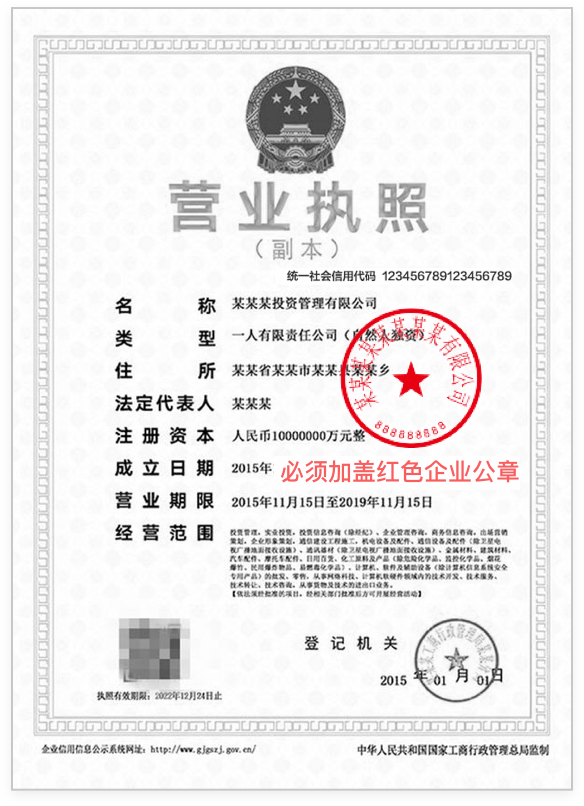 营业执照
（副本）
统一社会信用代码 123456789123456789
名称 某某某投资管理有限公司
类型 一人有限责任公司（自然人独资）
住所 某某省某某市某某县某某乡
法定代表人 某某某
注册资本 人民币10000000万元整
成立日期 2015年
营业期限 2015年11月15日至2019年11月15日
经营范围 投资管理，实业投资，投资信息咨询（除经纪），企业管理咨询，商务信息咨询，出场营销
策划，企业形象策划，通信建设工程施工，机电设备及配件、通信设备及配件（除卫星电
视广播地面接收设施）、通讯器材（除卫星电视广播地面接收设施）、金属材料、建筑材料、
汽车配件、摩托车配件、日用百货、化工原料及产品（除危险化学品、监控化学品、烟花
爆竹、民用爆炸物品、易燃毒化学品）、计算机、软件及辅助设备（除计算机信息系统安全
专用产品）的批发、零售，从事网络科技、计算机软硬件领域内的技术开发、技术服务、
技术转让、技术咨询，从事货物及技术的进出口业务。
【依法须经批准的项目，经相关部门批准后方可开展经营活动】
某某某某某某某某有限公司
888888888
必须加盖红色企业公章
登记机关
2015年01月01日
执照有效期限：2022年12月24日止
企业信用信息公示系统网址：http://www.gjgszj.gov.cn/
中华人民共和国国家工商行政管理总局监制